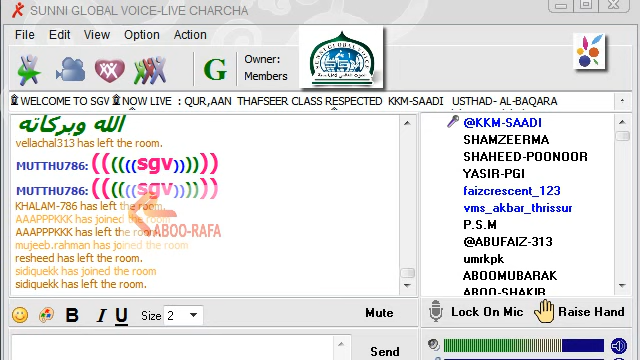 SUNNI GLOBAL VOICE-LIVE CHARCHA
File Edit View Option Action
G Owner:
Members
WELCOME TO SGV NOW LIVE : QUR,AAN THAFSEER CLASS RESPECTED KKM-SAADI USTHAD- AL-BAQARA
الله وبركاته
vellachal313 has left the room.
MUTTHU786: (((((sgv)))))
MUTTHU786: (((((sgv)))))
KHALAM-786 has left the room.
AAAPPPKKK has joined the room
AAAPPPKKK has left the room.
mujeeb.rahman has joined the room
resheed has left the room.
sidiquekk has joined the room
sidiquekk has left the room.
ABOO-RAFA
@KKM-SAADI
SHAMZEERMA
SHAHEED-POONOOR
YASIR-PGI
faizcrescent_123
vms_akbar_thrissur
P.S.M
@ABUFAIZ-313
umrkpk
ABOOMUBARAK
ABOO-SHAKIR
B I U Size 2 Mute
Lock On Mic Raise Hand
Send